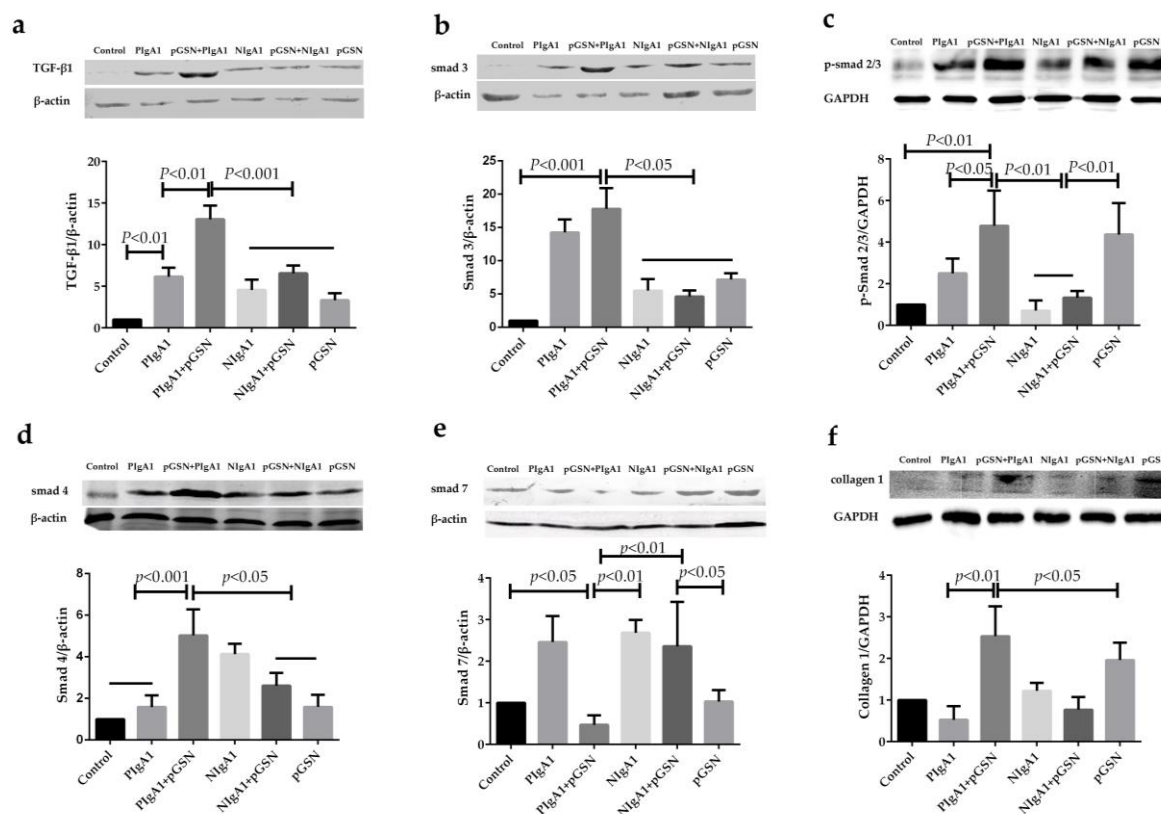 a
Control PIgA1 pGSN+PIgA1 NIgA1 pGSN+NIgA1 pGSN
TGF-β1
β-actin
P<0.01 P<0.001
P<0.01
TGF-β1/β-actin
20
15
10
5
0
Control PIgA1 PIgA1+pGSN NIgA1 NIgA1+pGSN pGSN
b
Control PIgA1 pGSN+PIgA1 NIgA1 pGSN+NIgA1 pGSN
smad 3
β-actin
P<0.001 P<0.05
Smad 3/β-actin
25
20
15
10
5
0
Control PIgA1 PIgA1+pGSN NIgA1 NIgA1+pGSN pGSN
c
Control PIgA1 pGSN+PIgA1 NIgA1 pGSN+NIgA1 pGSN
p-smad 2/3
GAPDH
P<0.01
P<0.05 P<0.01 P<0.01
p-Smad 2/3/GAPDH
8
6
4
2
0
Control PIgA1 PIgA1+pGSN NIgA1 NIgA1+pGSN pGSN
d
Control PIgA1 pGSN+PIgA1 NIgA1 pGSN+NIgA1 pGSN
smad 4
β-actin
p<0.001 p<0.05
Smad 4/β-actin
8
6
4
2
0
Control PIgA1 PIgA1+pGSN NIgA1 NIgA1+pGSN pGSN
e
Control PIgA1 pGSN+PIgA1 NIgA1 pGSN+NIgA1 pGSN
smad 7
β-actin
p<0.01
p<0.05 p<0.01 p<0.05
Smad 7/β-actin
4
3
2
1
0
Control PIgA1 PIgA1+pGSN NIgA1 NIgA1+pGSN pGSN
f
Control PIgA1 pGSN+PIgA1 NIgA1 pGSN+NIgA1 pGS
collagen 1
GAPDH
p<0.01 p<0.05
Collagen 1/GAPDH
4
3
2
1
0
Control PIgA1 PIgA1+pGSN NIgA1 NIgA1+pGSN pGSN